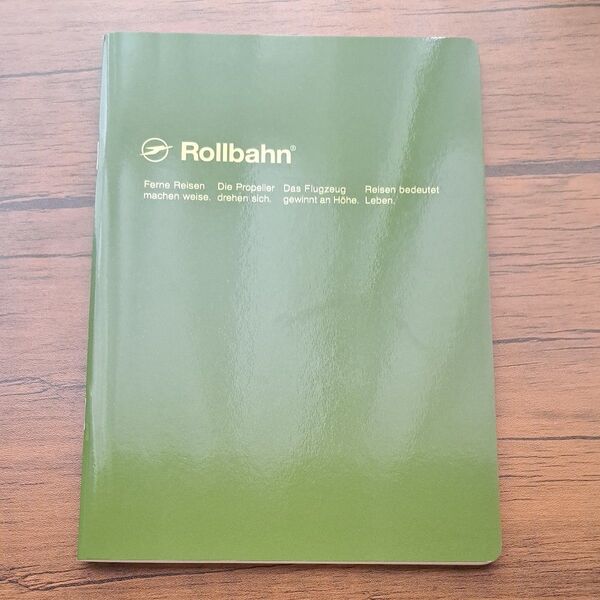 Rollbahn®
Ferne Reisen Die Propeller Das Flugzeug Reisen bedeutet
machen weise. drehen sich. gewinnt an Höhe. Leben.